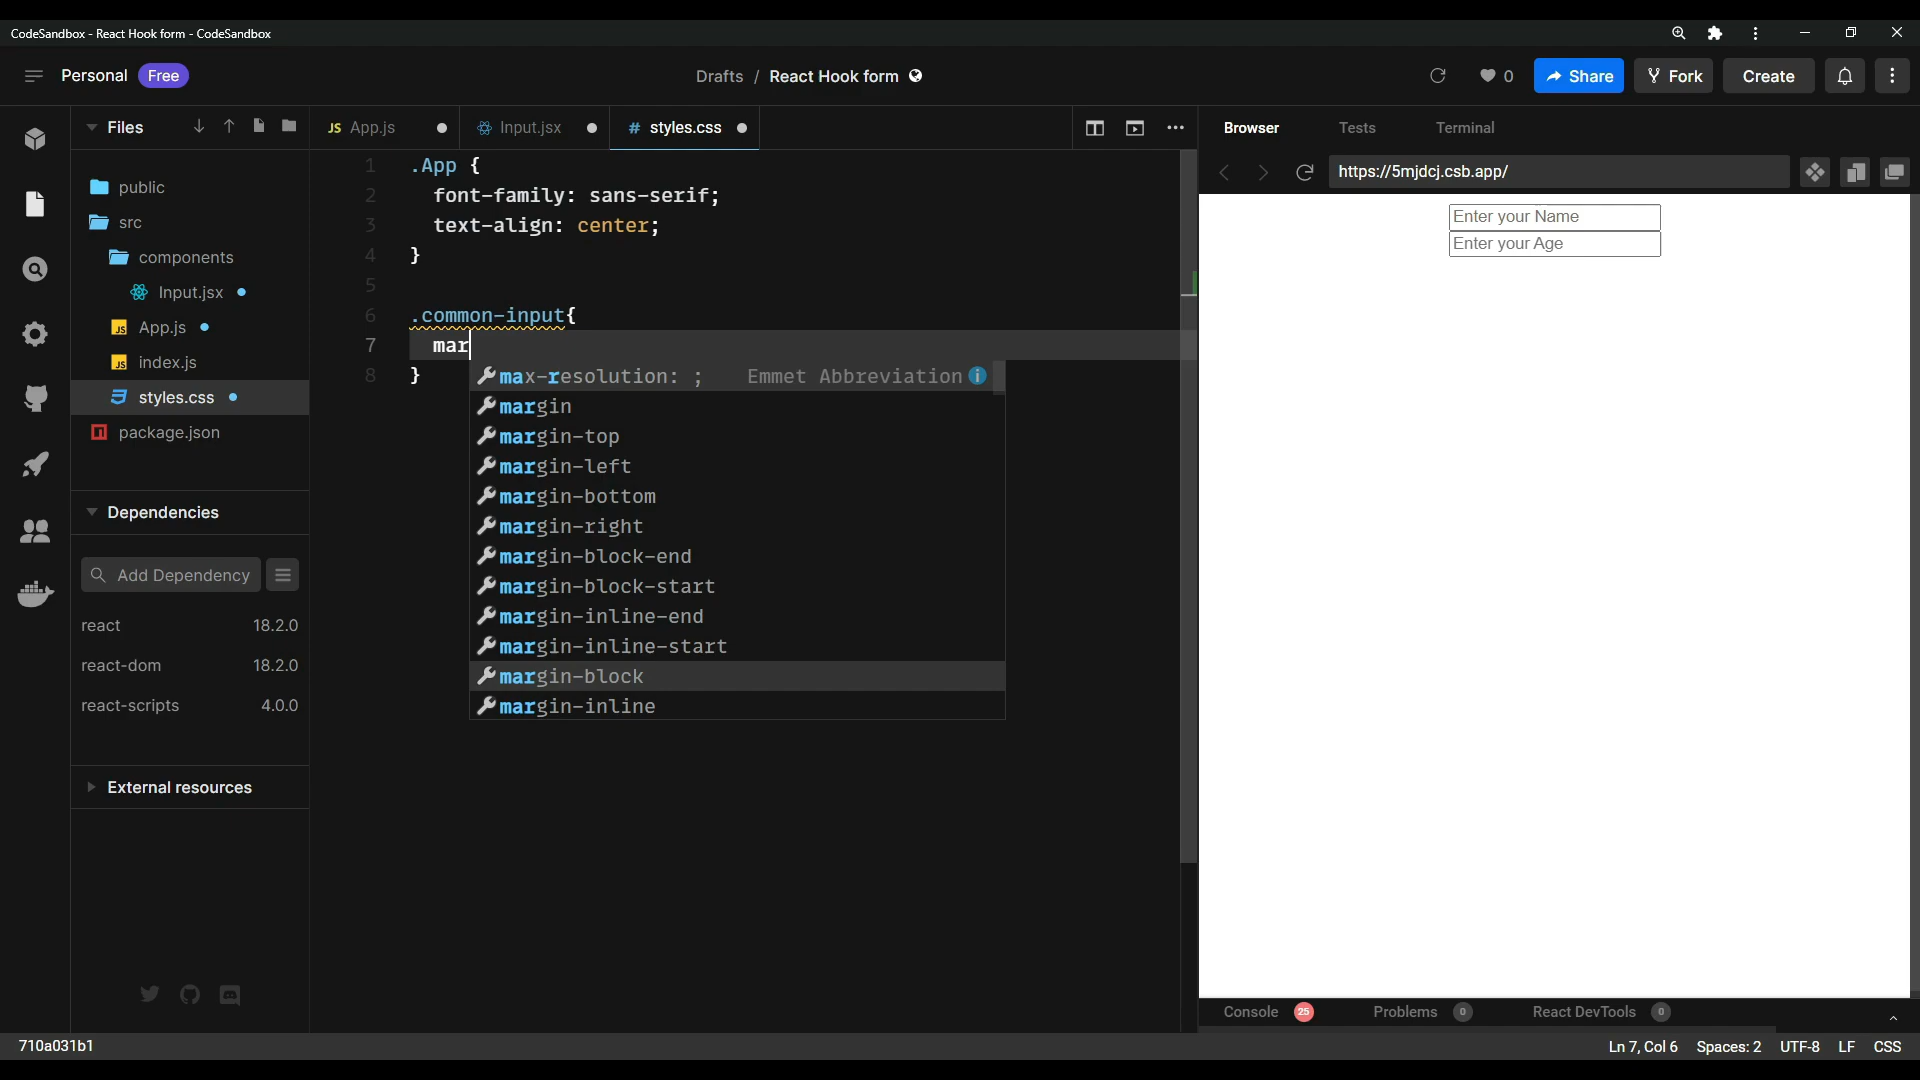 CodeSandbox - React Hook form - CodeSandbox
Personal Free
Drafts / React Hook form
0 Share Fork Create
Files
JS App.js
Input.jsx
# styles.css
Browser Tests Terminal
https://5mjdcj.csb.app/
public
src
components
Input.jsx
JS App.js
JS index.js
styles.css
package.json
Dependencies
Add Dependency
react 18.2.0
react-dom 18.2.0
react-scripts 4.0.0
External resources
1 .App {
2 font-family: sans-serif;
3 text-align: center;
4 }
5
6 .common-input{
7 mar
8 }
max-resolution: ; Emmet Abbreviation
margin
margin-top
margin-left
margin-bottom
margin-right
margin-block-end
margin-block-start
margin-inline-end
margin-inline-start
margin-block
margin-inline
Enter your Name
Enter your Age
Console 25 Problems 0 React DevTools 0
710a031b1
Ln 7, Col 6 Spaces: 2 UTF-8 LF CSS